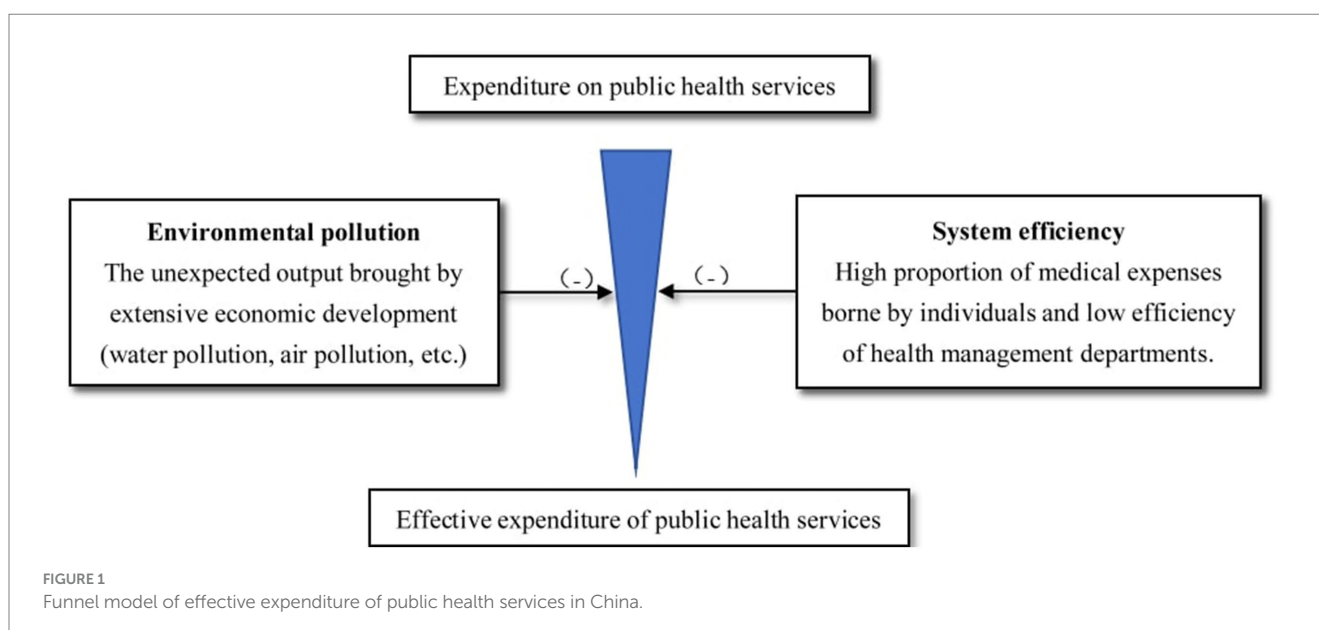 Expenditure on public health services
Environmental pollution
The unexpected output brought by
extensive economic development
(water pollution, air pollution, etc.)
(-)
(-)
System efficiency
High proportion of medical expenses
borne by individuals and low efficiency
of health management departments.
Effective expenditure of public health services
FIGURE 1
Funnel model of effective expenditure of public health services in China.